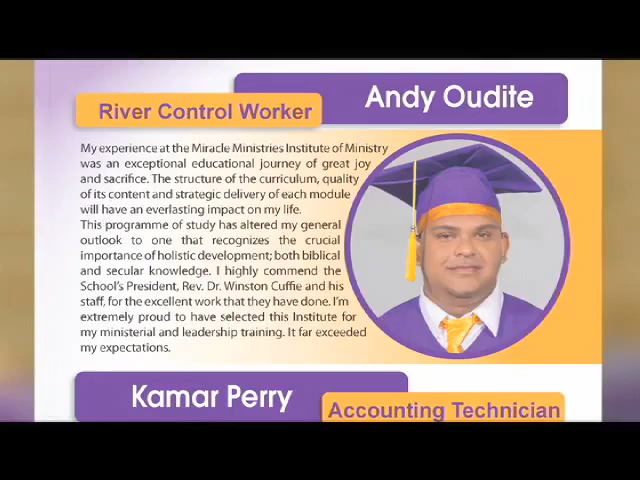 Andy Oudite
River Control Worker
My experience at the Miracle Ministries Institute of Ministry
was an exceptional educational journey of great joy
and sacrifice. The structure of the curriculum, quality
of its content and strategic delivery of each module
will have an everlasting impact on my life.
This programme of study has altered my general
outlook to one that recognizes the crucial
importance of holistic development; both biblical
and secular knowledge. I highly commend the
School's President, Rev. Dr. Winston Cuffie and his
staff, for the excellent work that they have done. I'm
extremely proud to have selected this Institute for
my ministerial and leadership training. It far exceeded
my expectations.
Kamar Perry
Accounting Technician